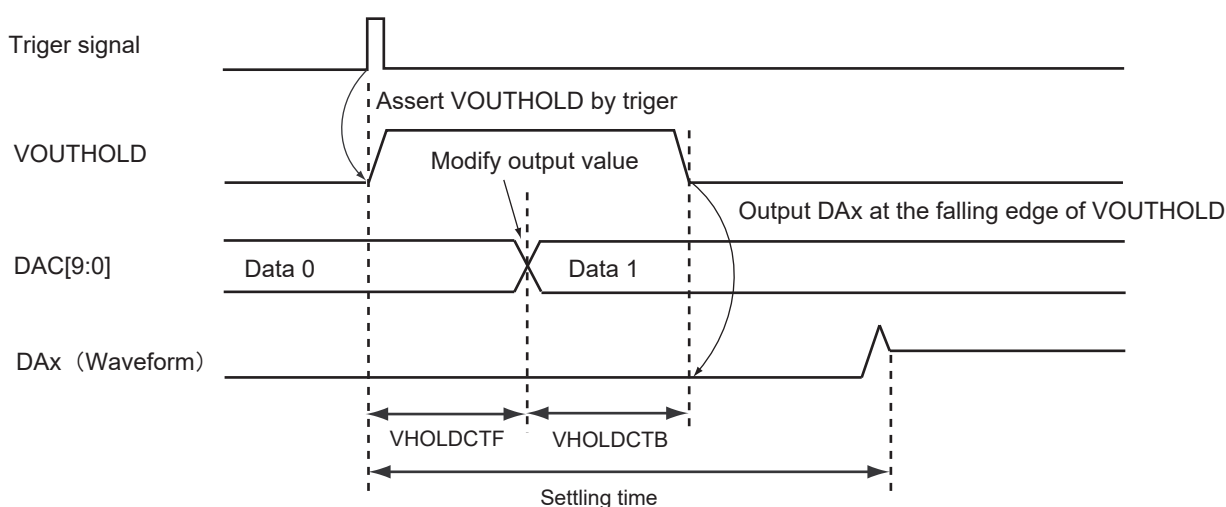 Triger signal
Assert VOUTHOLD by triger
VOUTHOLD
Modify output value
Output DAx at the falling edge of VOUTHOLD
DAC[9:0]
Data 0
Data 1
DAx（Waveform）
VHOLDCTF
VHOLDCTB
Settling time